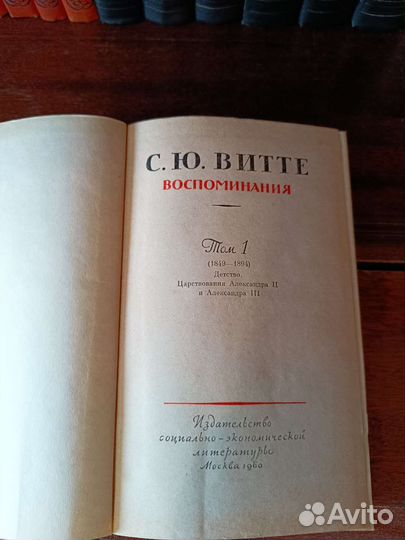 С. Ю. ВИТТЕ
ВОСПОМИНАНИЯ
Том 1
(1849—1894)
Детство.
Царствования Александра II
и Александра III
Издательство
социально-экономической
литературы
Москва 1960
Avito